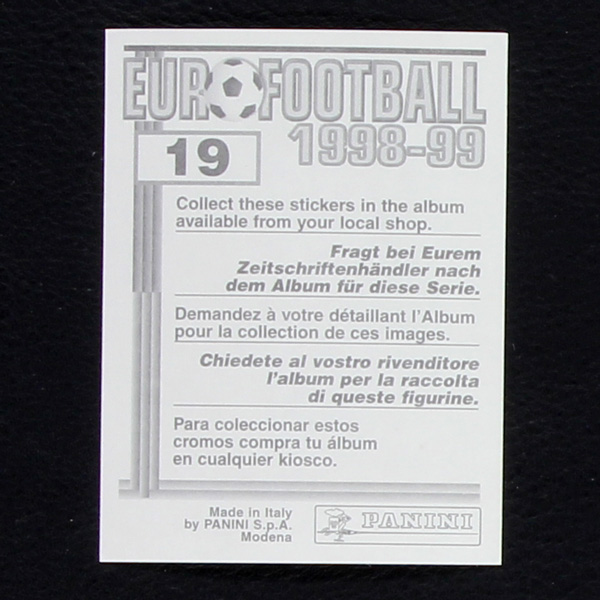 EUROFOOTBALL
1998-99
19
Collect these stickers in the album
available from your local shop.
Fragt bei Eurem
Zeitschriftenhändler nach
dem Album für diese Serie.
Demandez à votre détaillant l'Album
pour la collection de ces images.
Chiedete al vostro rivenditore
l'album per la raccolta
di queste figurine.
Para coleccionar estos
cromos compra tu álbum
en cualquier kiosco.
Made in Italy
by PANINI S.p.A.
Modena
PANINI